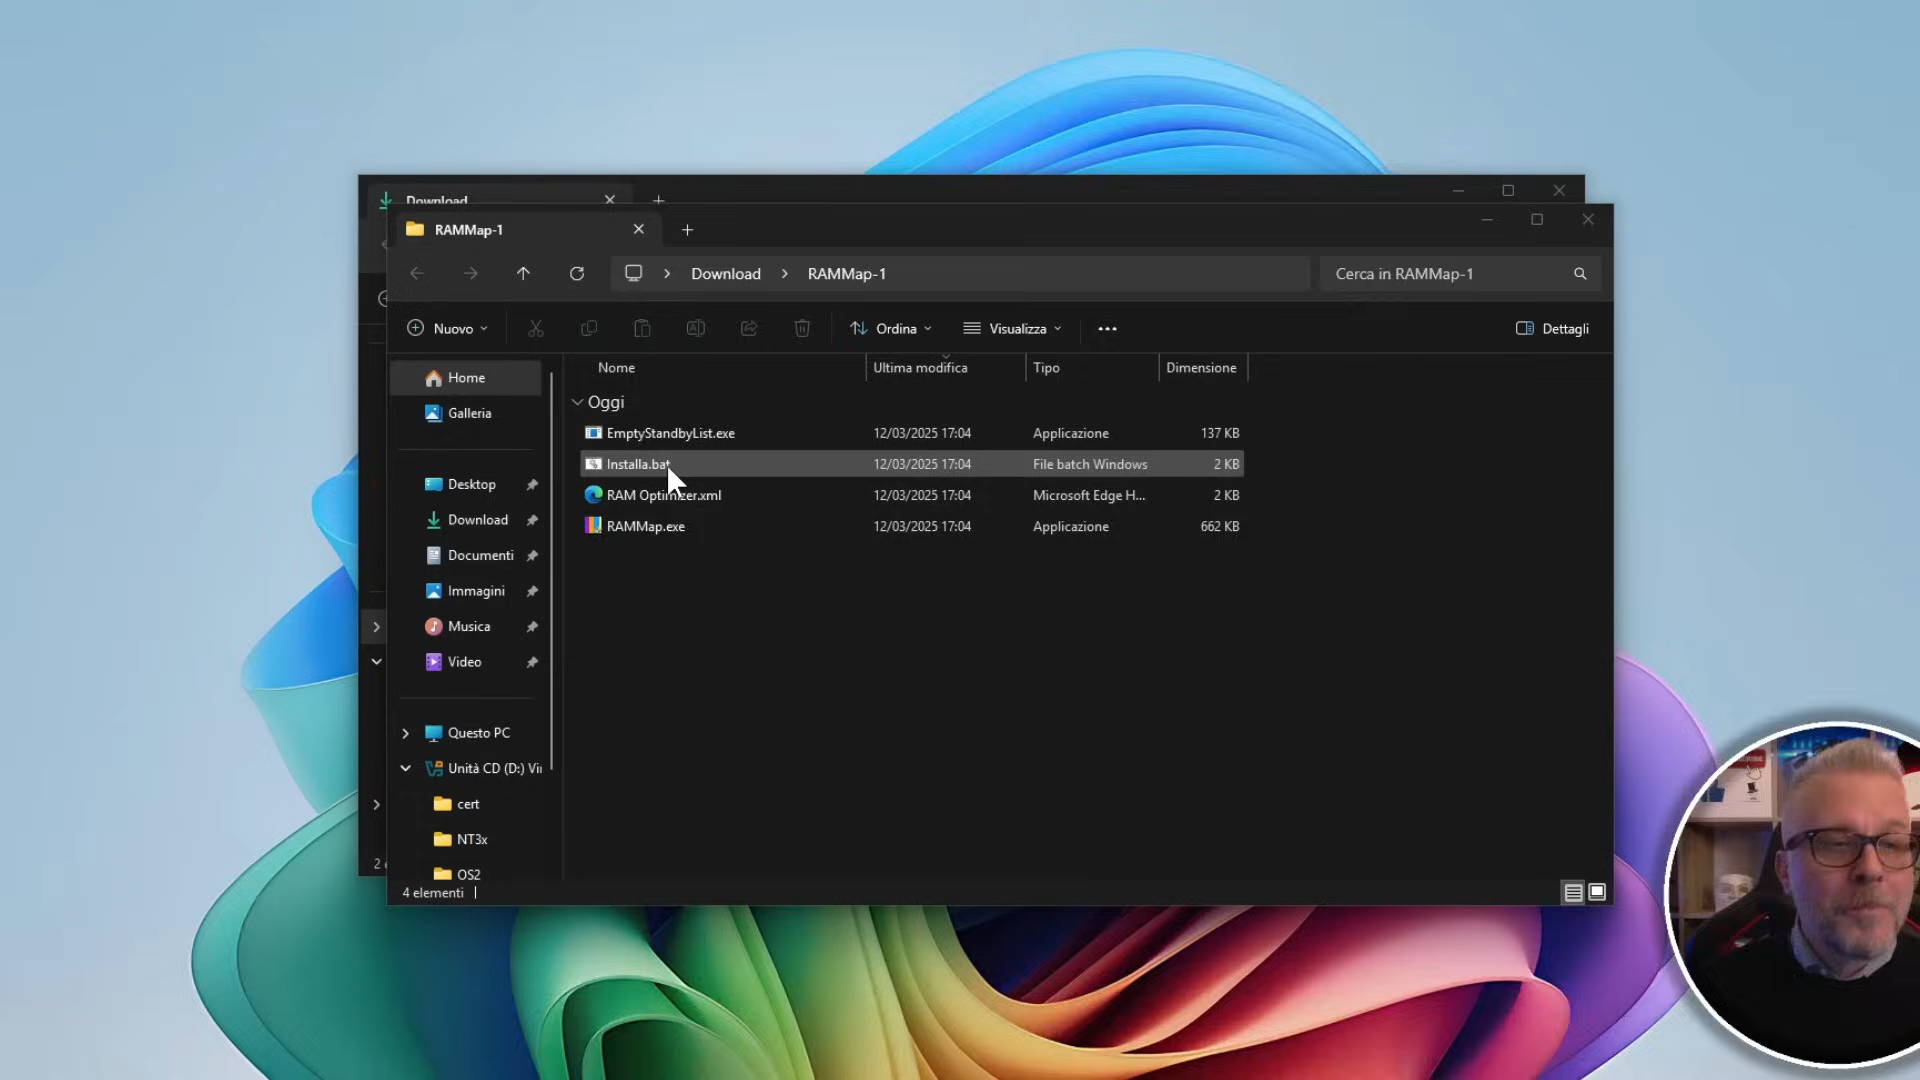 Download
RAMMap-1
Download > RAMMap-1
Cerca in RAMMap-1
Nuovo
Ordina
Visualizza
Dettagli
Nome
Ultima modifica
Tipo
Dimensione
Oggi
EmptyStandbyList.exe 12/03/2025 17:04 Applicazione 137 KB
Installa.bat 12/03/2025 17:04 File batch Windows 2 KB
RAM Optimizer.xml 12/03/2025 17:04 Microsoft Edge H... 2 KB
RAMMap.exe 12/03/2025 17:04 Applicazione 662 KB
Home
Galleria
Desktop
Download
Documenti
Immagini
Musica
Video
Questo PC
Unità CD (D:) Vi
cert
NT3x
OS2
2
4 elementi